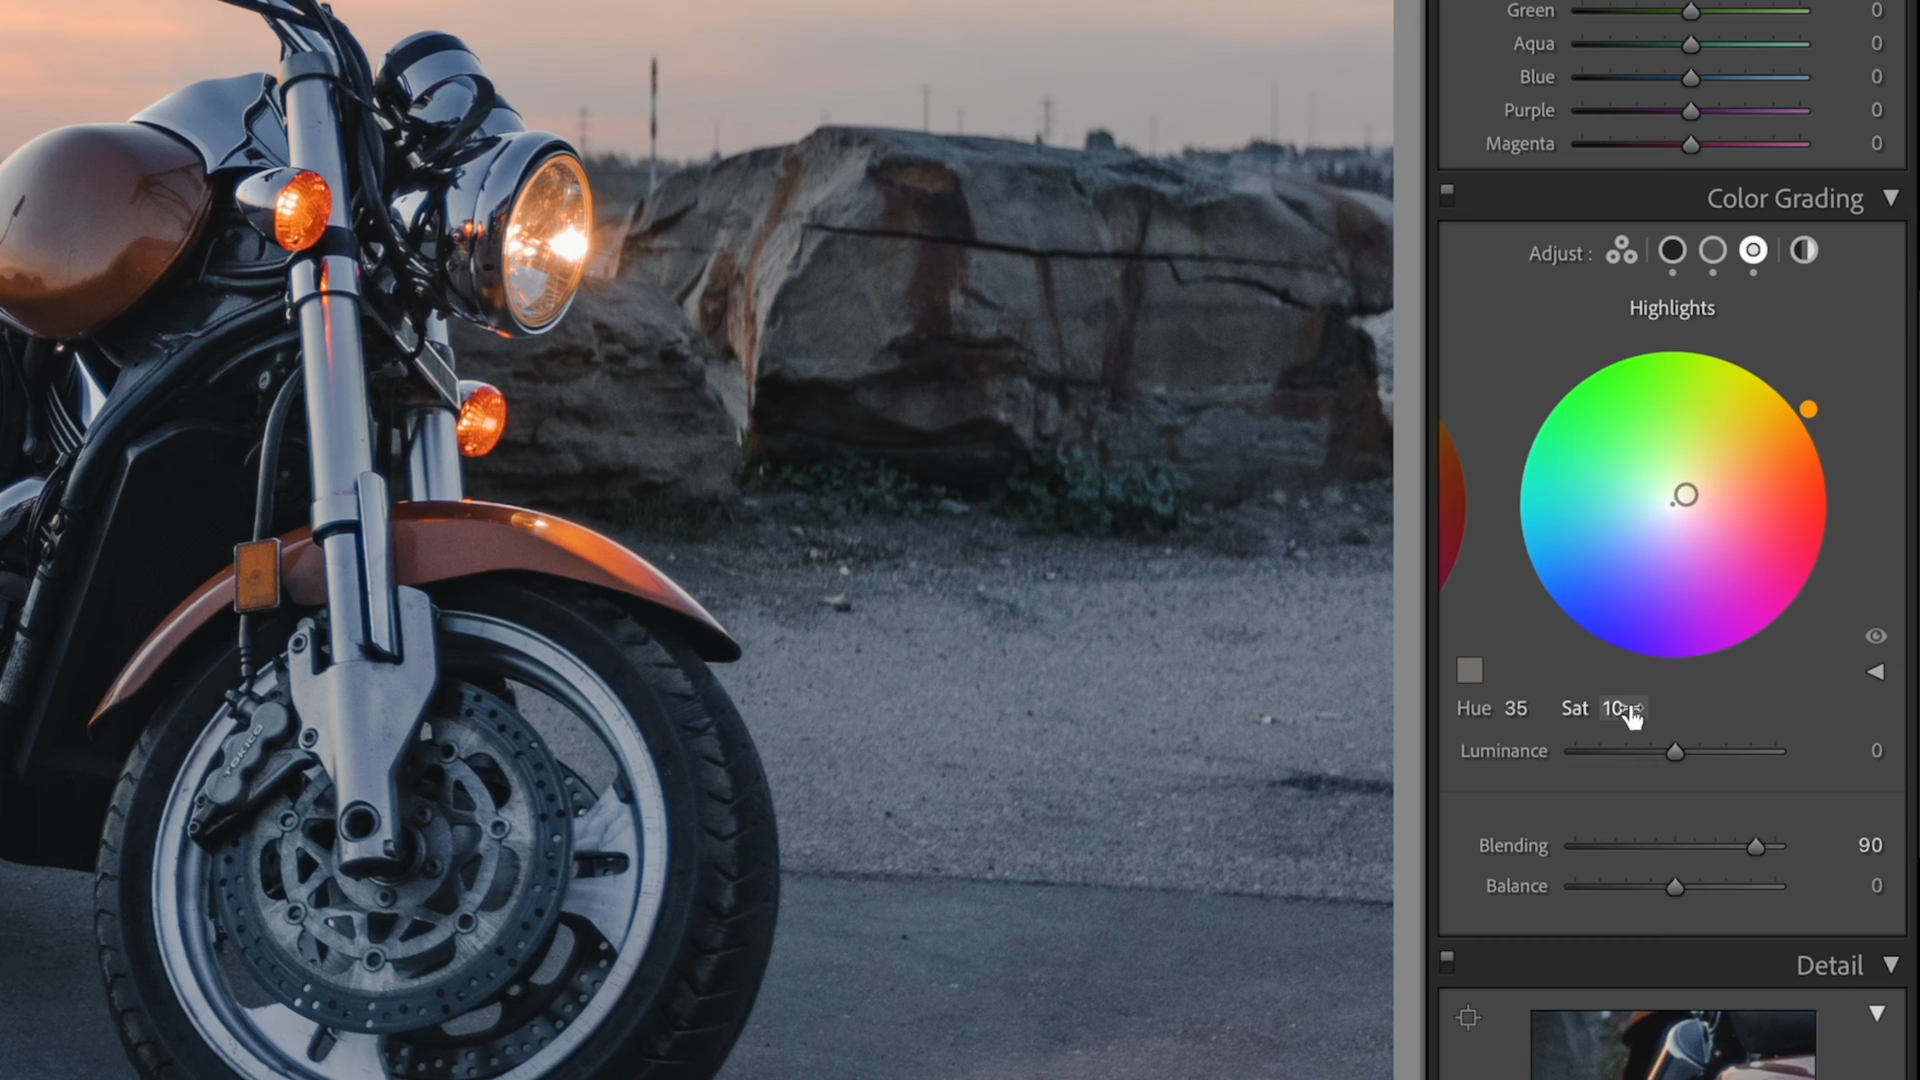 Green 0
Aqua 0
Blue 0
Purple 0
Magenta 0
Color Grading
Adjust :
Highlights
Hue 35 Sat 10
Luminance 0
Blending 90
Balance 0
Detail
TOKICO